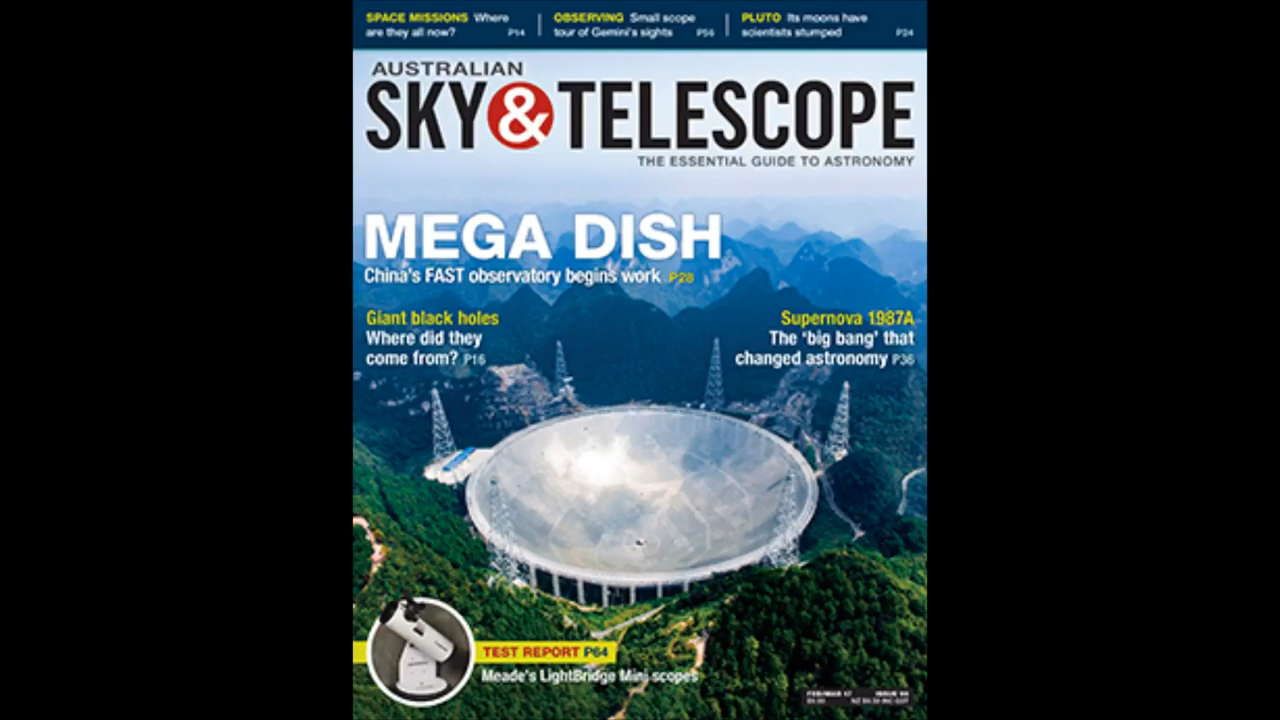 SPACE MISSIONS Where
are they all now? P14
OBSERVING Small scope
tour of Gemini's sights P56
PLUTO Its moons have
scientists stumped P24
AUSTRALIAN
SKY & TELESCOPE
THE ESSENTIAL GUIDE TO ASTRONOMY
MEGA DISH
China's FAST observatory begins work P28
Giant black holes
Where did they
come from? P16
Supernova 1987A
The 'big bang' that
changed astronomy P36
TEST REPORT P64
Meade's LightBridge Mini scopes
FEB/MAR 17